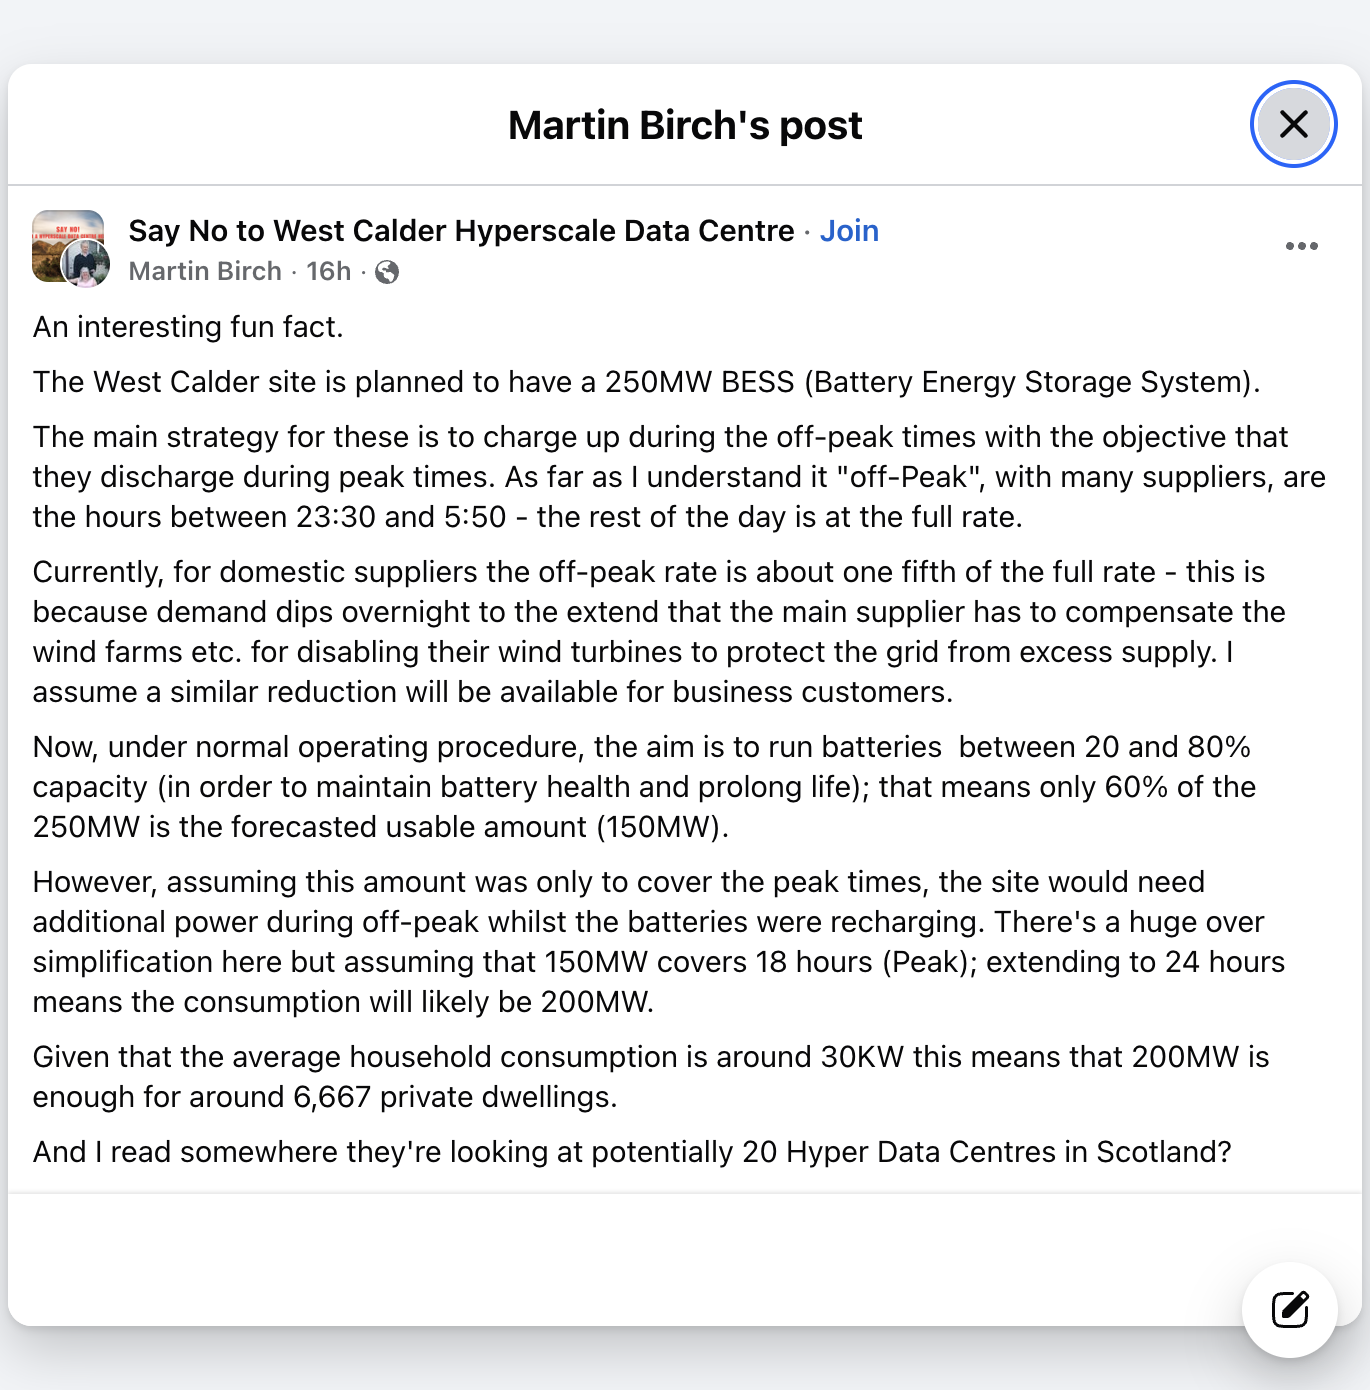 Martin Birch's post
SAY NO!
Say No to West Calder Hyperscale Data Centre · Join
Martin Birch · 16h ·
An interesting fun fact.
The West Calder site is planned to have a 250MW BESS (Battery Energy Storage System).
The main strategy for these is to charge up during the off-peak times with the objective that
they discharge during peak times. As far as I understand it "off-Peak", with many suppliers, are
the hours between 23:30 and 5:50 - the rest of the day is at the full rate.
Currently, for domestic suppliers the off-peak rate is about one fifth of the full rate - this is
because demand dips overnight to the extend that the main supplier has to compensate the
wind farms etc. for disabling their wind turbines to protect the grid from excess supply. I
assume a similar reduction will be available for business customers.
Now, under normal operating procedure, the aim is to run batteries  between 20 and 80%
capacity (in order to maintain battery health and prolong life); that means only 60% of the
250MW is the forecasted usable amount (150MW).
However, assuming this amount was only to cover the peak times, the site would need
additional power during off-peak whilst the batteries were recharging. There's a huge over
simplification here but assuming that 150MW covers 18 hours (Peak); extending to 24 hours
means the consumption will likely be 200MW.
Given that the average household consumption is around 30KW this means that 200MW is
enough for around 6,667 private dwellings.
And I read somewhere they're looking at potentially 20 Hyper Data Centres in Scotland?